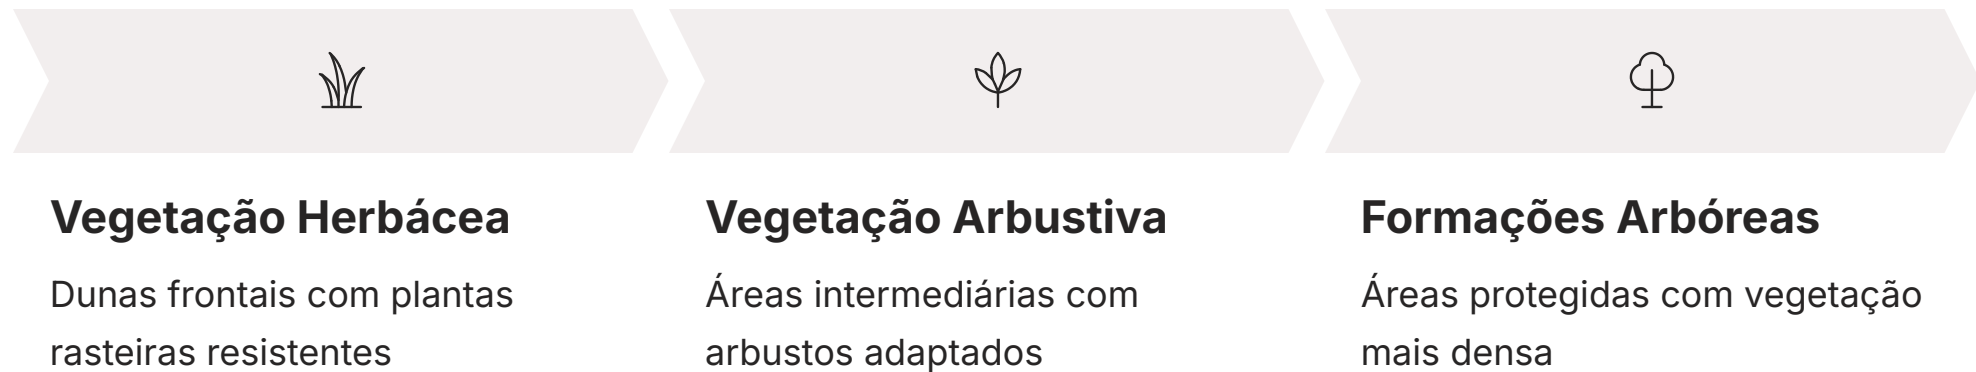 Vegetação Herbácea
Dunas frontais com plantas
rasteiras resistentes
Vegetação Arbustiva
Áreas intermediárias com
arbustos adaptados
Formações Arbóreas
Áreas protegidas com vegetação
mais densa